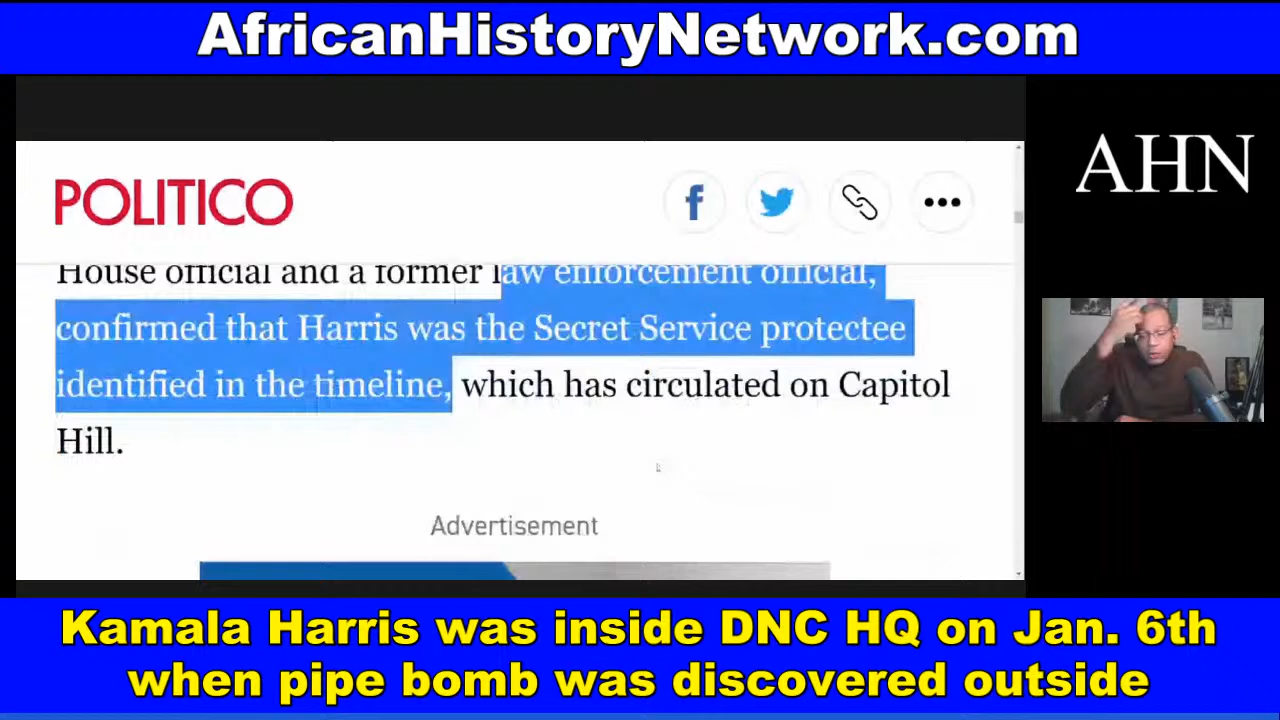 AfricanHistoryNetwork.com
AHN
POLITICO
House official and a former law enforcement official,
confirmed that Harris was the Secret Service protectee
identified in the timeline, which has circulated on Capitol
Hill.
Advertisement
Kamala Harris was inside DNC HQ on Jan. 6th
when pipe bomb was discovered outside